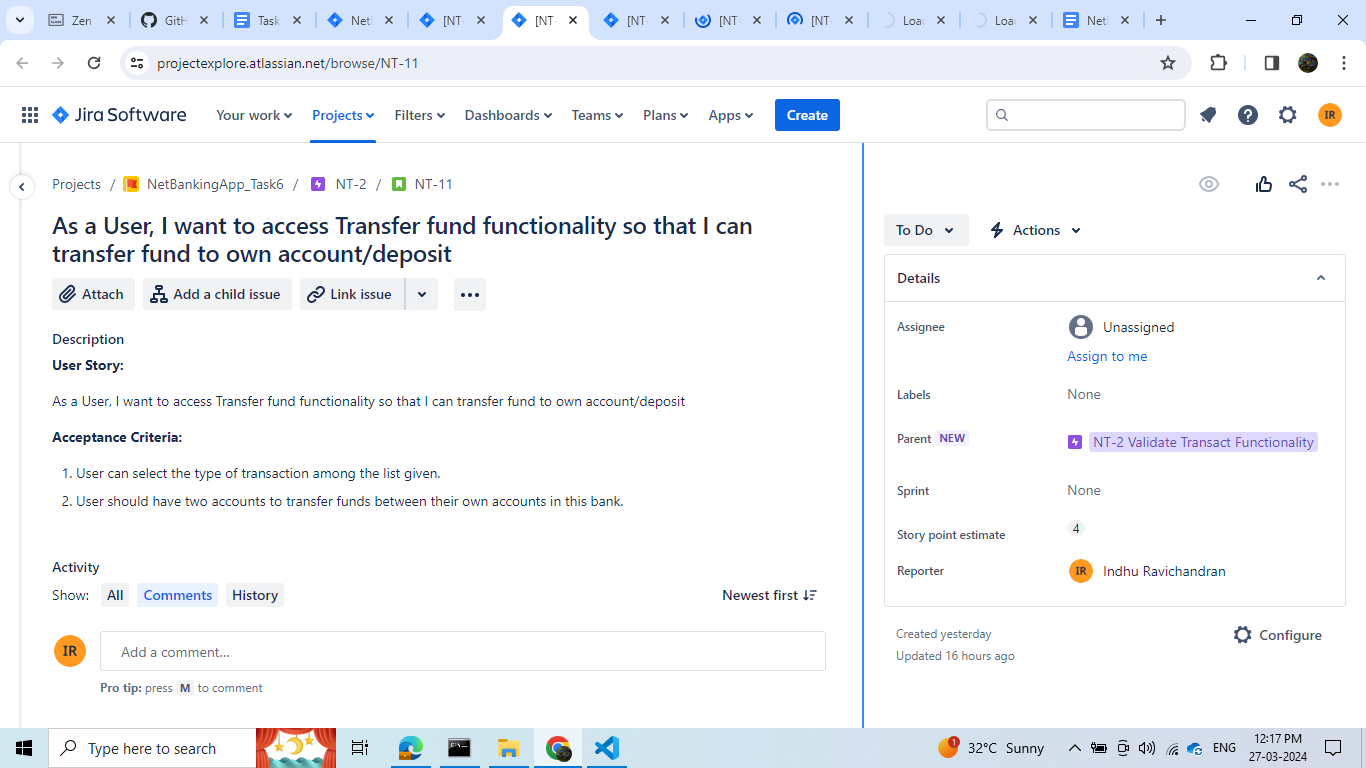 Zen
GitH
Task
Net
[NT-
[NT-
[NT-
[NT-
[NT-
Load
Load
Net
projectexplore.atlassian.net/browse/NT-11
Jira Software
Your work
Projects
Filters
Dashboards
Teams
Plans
Apps
Create
IR
Projects / NetBankingApp_Task6 / NT-2 / NT-11
As a User, I want to access Transfer fund functionality so that I can
transfer fund to own account/deposit
Attach
Add a child issue
Link issue
Description
User Story:
As a User, I want to access Transfer fund functionality so that I can transfer fund to own account/deposit
Acceptance Criteria:
1. User can select the type of transaction among the list given.
2. User should have two accounts to transfer funds between their own accounts in this bank.
Activity
Show: All Comments History
Newest first
IR
Add a comment...
Pro tip: press M to comment
To Do
Actions
Details
Assignee
Unassigned
Assign to me
Labels
None
Parent NEW
NT-2 Validate Transact Functionality
Sprint
None
Story point estimate
4
Reporter
IR Indhu Ravichandran
Created yesterday
Updated 16 hours ago
Configure
Type here to search
1
32°C Sunny
ENG
12:17 PM
27-03-2024